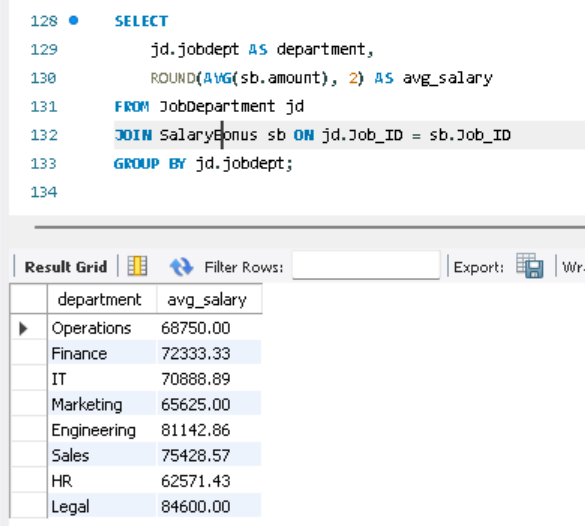 128 SELECT
129 jd.jobdept AS department,
130 ROUND(AVG(sb.amount), 2) AS avg_salary
131 FROM JobDepartment jd
132 JOIN SalaryBonus sb ON jd.Job_ID = sb.Job_ID
133 GROUP BY jd.jobdept;
134
Result Grid Filter Rows: Export: Wr
department avg_salary
Operations 68750.00
Finance 72333.33
IT 70888.89
Marketing 65625.00
Engineering 81142.86
Sales 75428.57
HR 62571.43
Legal 84600.00